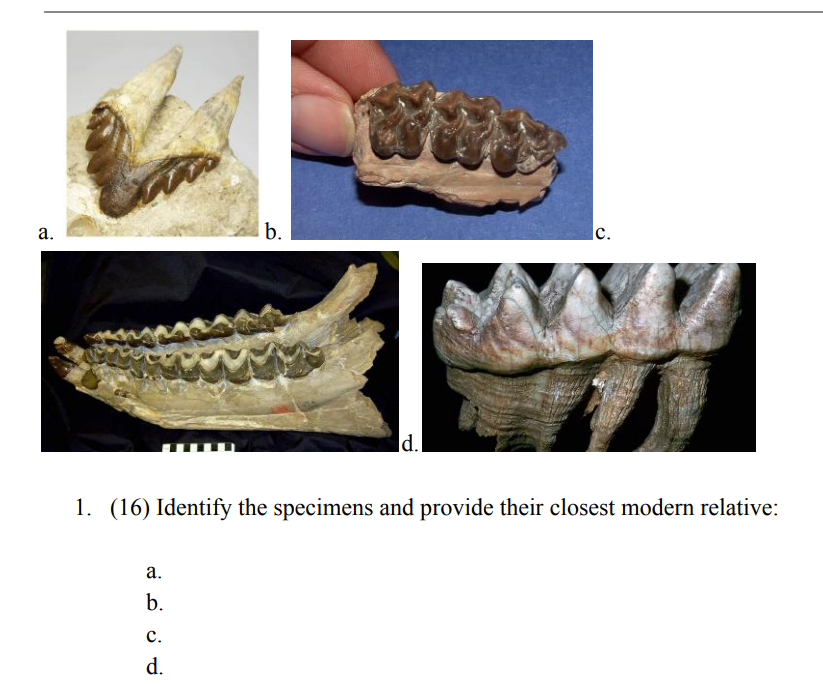 a. b. c.
d.
1. (16) Identify the specimens and provide their closest modern relative:
a.
b.
c.
d.